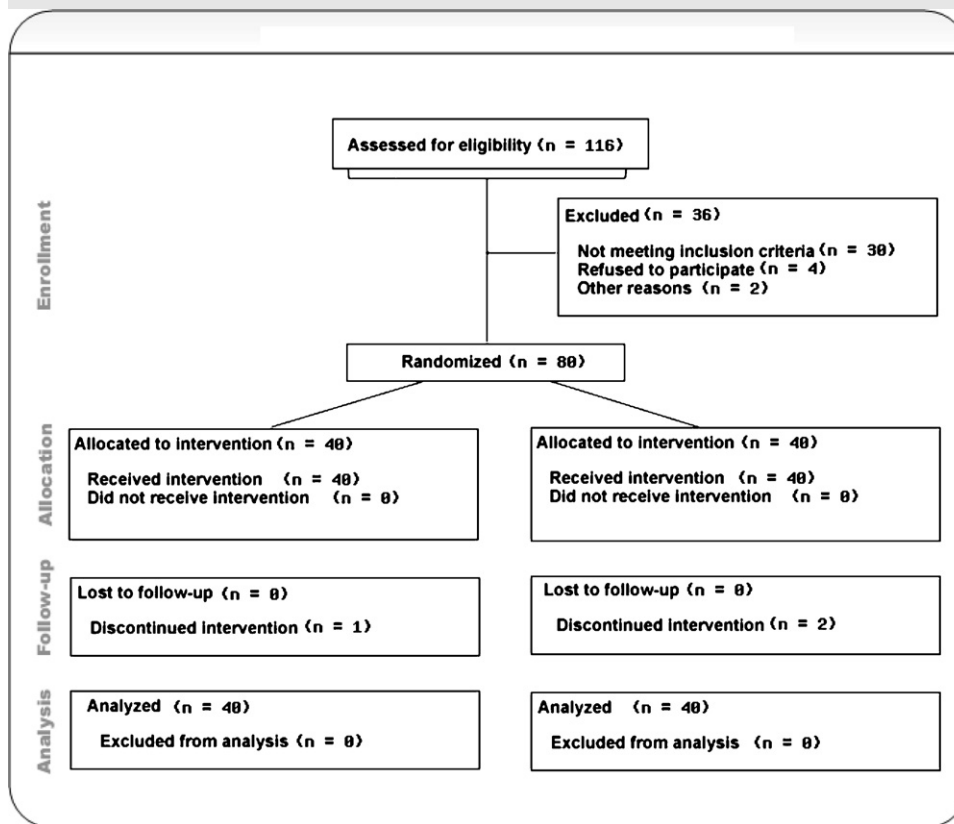 Assessed for eligibility (n = 116)
Enrollment
Excluded (n = 36)
Not meeting inclusion criteria (n = 30)
Refused to participate (n = 4)
Other reasons (n = 2)
Randomized (n = 80)
Allocation
Allocated to intervention (n = 40)
Received intervention (n = 40)
Did not receive intervention (n = 0)
Allocated to intervention (n = 40)
Received intervention (n = 40)
Did not receive intervention (n = 0)
Follow-up
Lost to follow-up (n = 0)
Discontinued intervention (n = 1)
Lost to follow-up (n = 0)
Discontinued intervention (n = 2)
Analysis
Analyzed (n = 40)
Excluded from analysis (n = 0)
Analyzed (n = 40)
Excluded from analysis (n = 0)